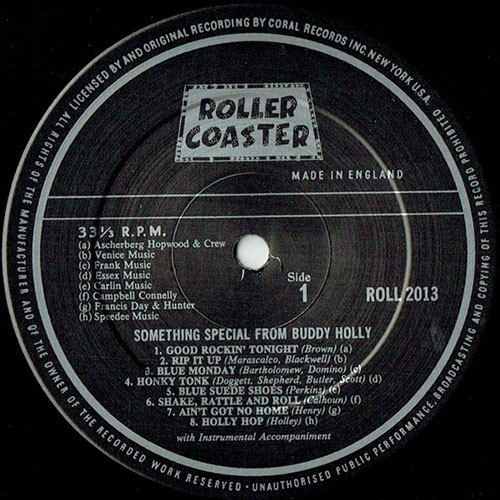 ALL RIGHTS OF THE MANUFACTURER AND OF THE OWNER OF THE RECORDED WORK RESERVED - UNAUTHORISED PUBLIC PERFORMANCE, BROADCASTING AND COPYING OF THIS RECORD PROHIBITED
LICENSED BY AND ORIGINAL RECORDING BY CORAL RECORDS INC. NEW YORK U.S.A.
ROLLER
COASTER
MADE IN ENGLAND
33⅓ R.P.M.
(a) Ascherberg Hopwood & Crew
(b) Venice Music
(c) Frank Music
(d) Essex Music
(e) Carlin Music
(f) Campbell Connelly
(g) Francis Day & Hunter
(h) Speedee Music
Side
1
ROLL 2013
SOMETHING SPECIAL FROM BUDDY HOLLY
1. GOOD ROCKIN' TONIGHT (Brown) (a)
2. RIP IT UP (Marascalco, Blackwell) (b)
3. BLUE MONDAY (Bartholomew, Domino) (c)
4. HONKY TONK (Doggett, Shepherd, Butler, Scott) (d)
5. BLUE SUEDE SHOES (Perkins) (e)
6. SHAKE, RATTLE AND ROLL (Calhoun) (f)
7. AIN'T GOT NO HOME (Henry) (g)
8. HOLLY HOP (Holley) (h)
with Instrumental Accompaniment